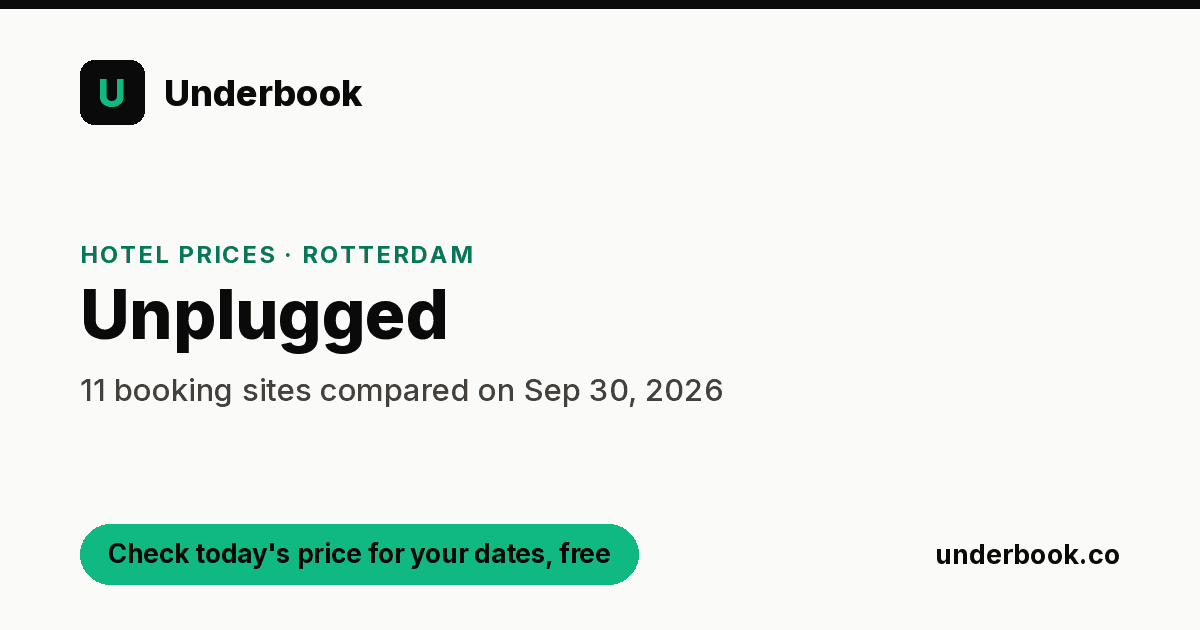 U Underbook
HOTEL PRICES · ROTTERDAM
Unplugged
11 booking sites compared on Sep 30, 2026
Check today's price for your dates, free
underbook.co